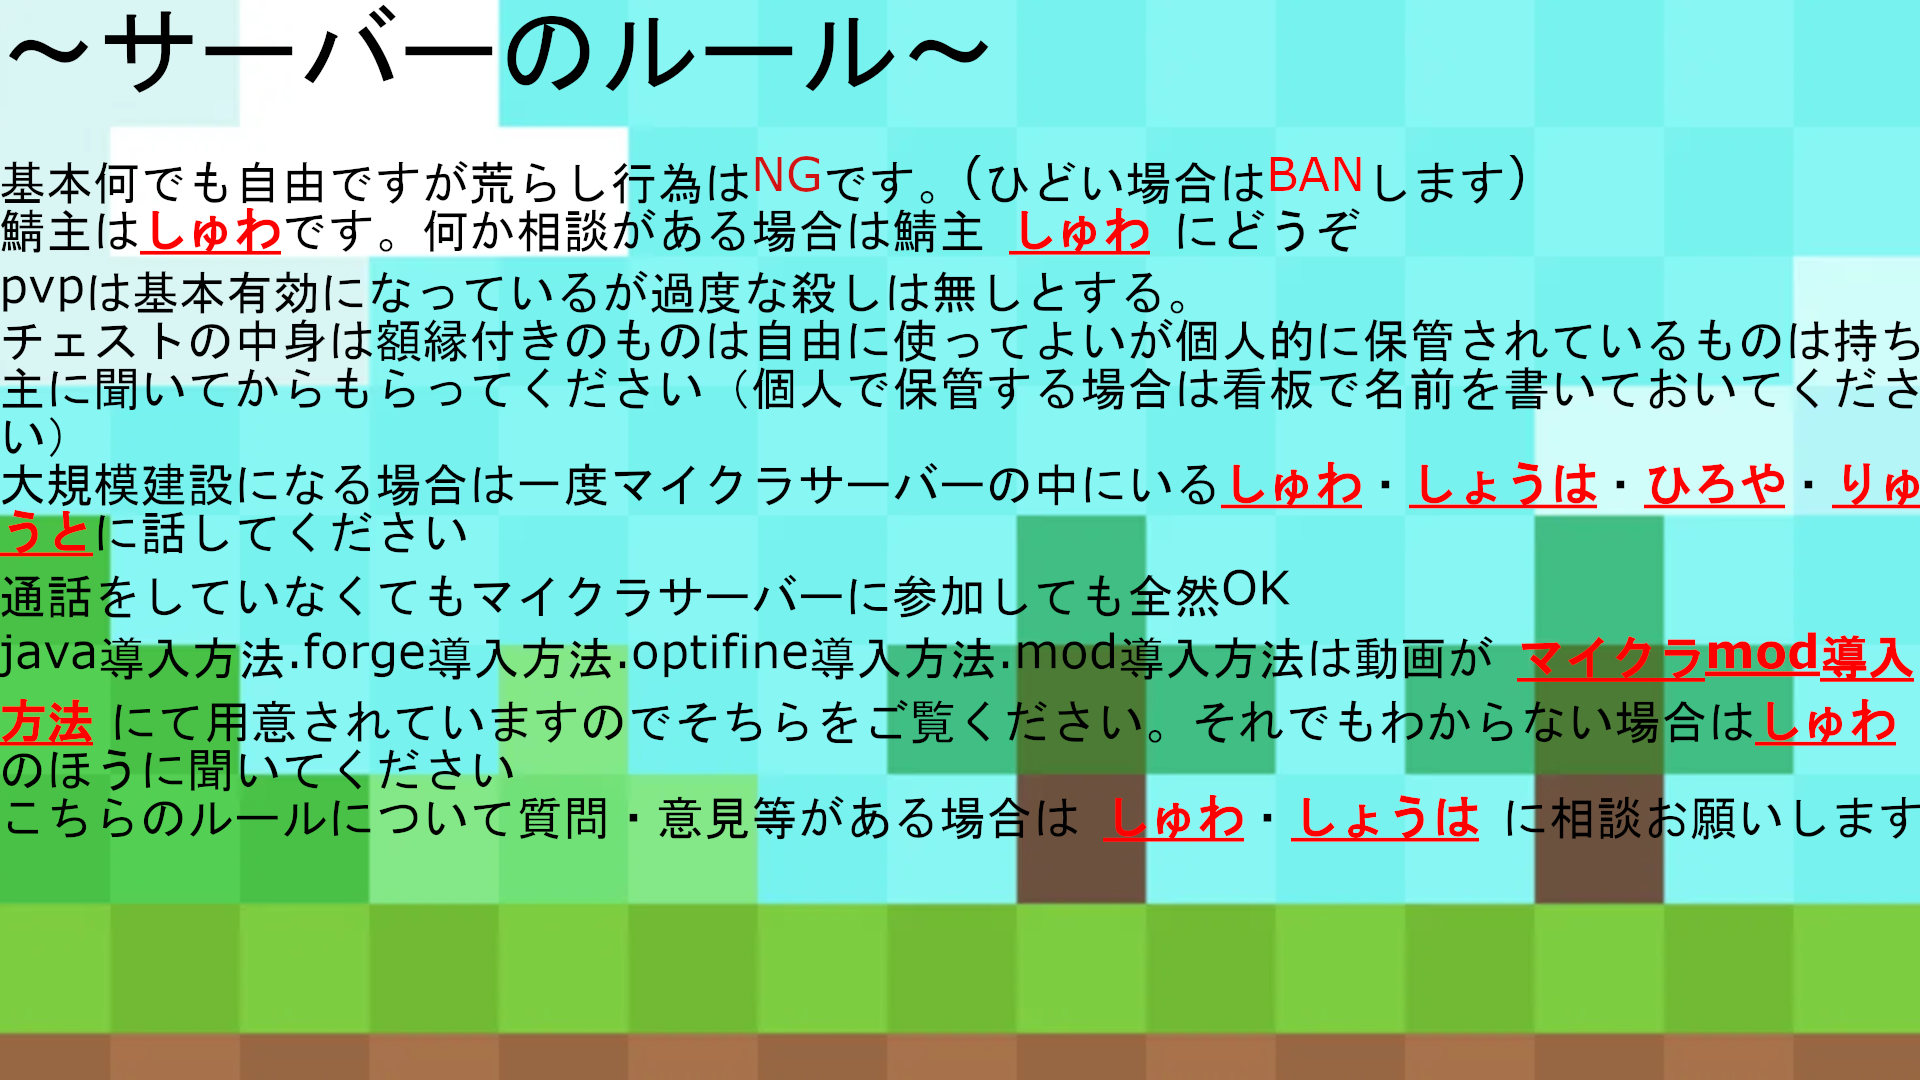 ～サーバーのルール～
基本何でも自由ですが荒らし行為はNGです。(ひどい場合はBANします)
鯖主はしゅわです。何か相談がある場合は鯖主 しゅわ にどうぞ
pvpは基本有効になっているが過度な殺しは無しとする。
チェストの中身は額縁付きのものは自由に使ってよいが個人的に保管されているものは持ち
主に聞いてからもらってください（個人で保管する場合は看板で名前を書いておいてくださ
い）
大規模建設になる場合は一度マイクラサーバーの中にいるしゅわ・しょうは・ひろや・りゅ
うとに話してください
通話をしていなくてもマイクラサーバーに参加しても全然OK
java導入方法.forge導入方法.optifine導入方法.mod導入方法は動画が マイクラmod導入
方法 にて用意されていますのでそちらをご覧ください。それでもわからない場合はしゅわ
のほうに聞いてください
こちらのルールについて質問・意見等がある場合は しゅわ・しょうは に相談お願いします